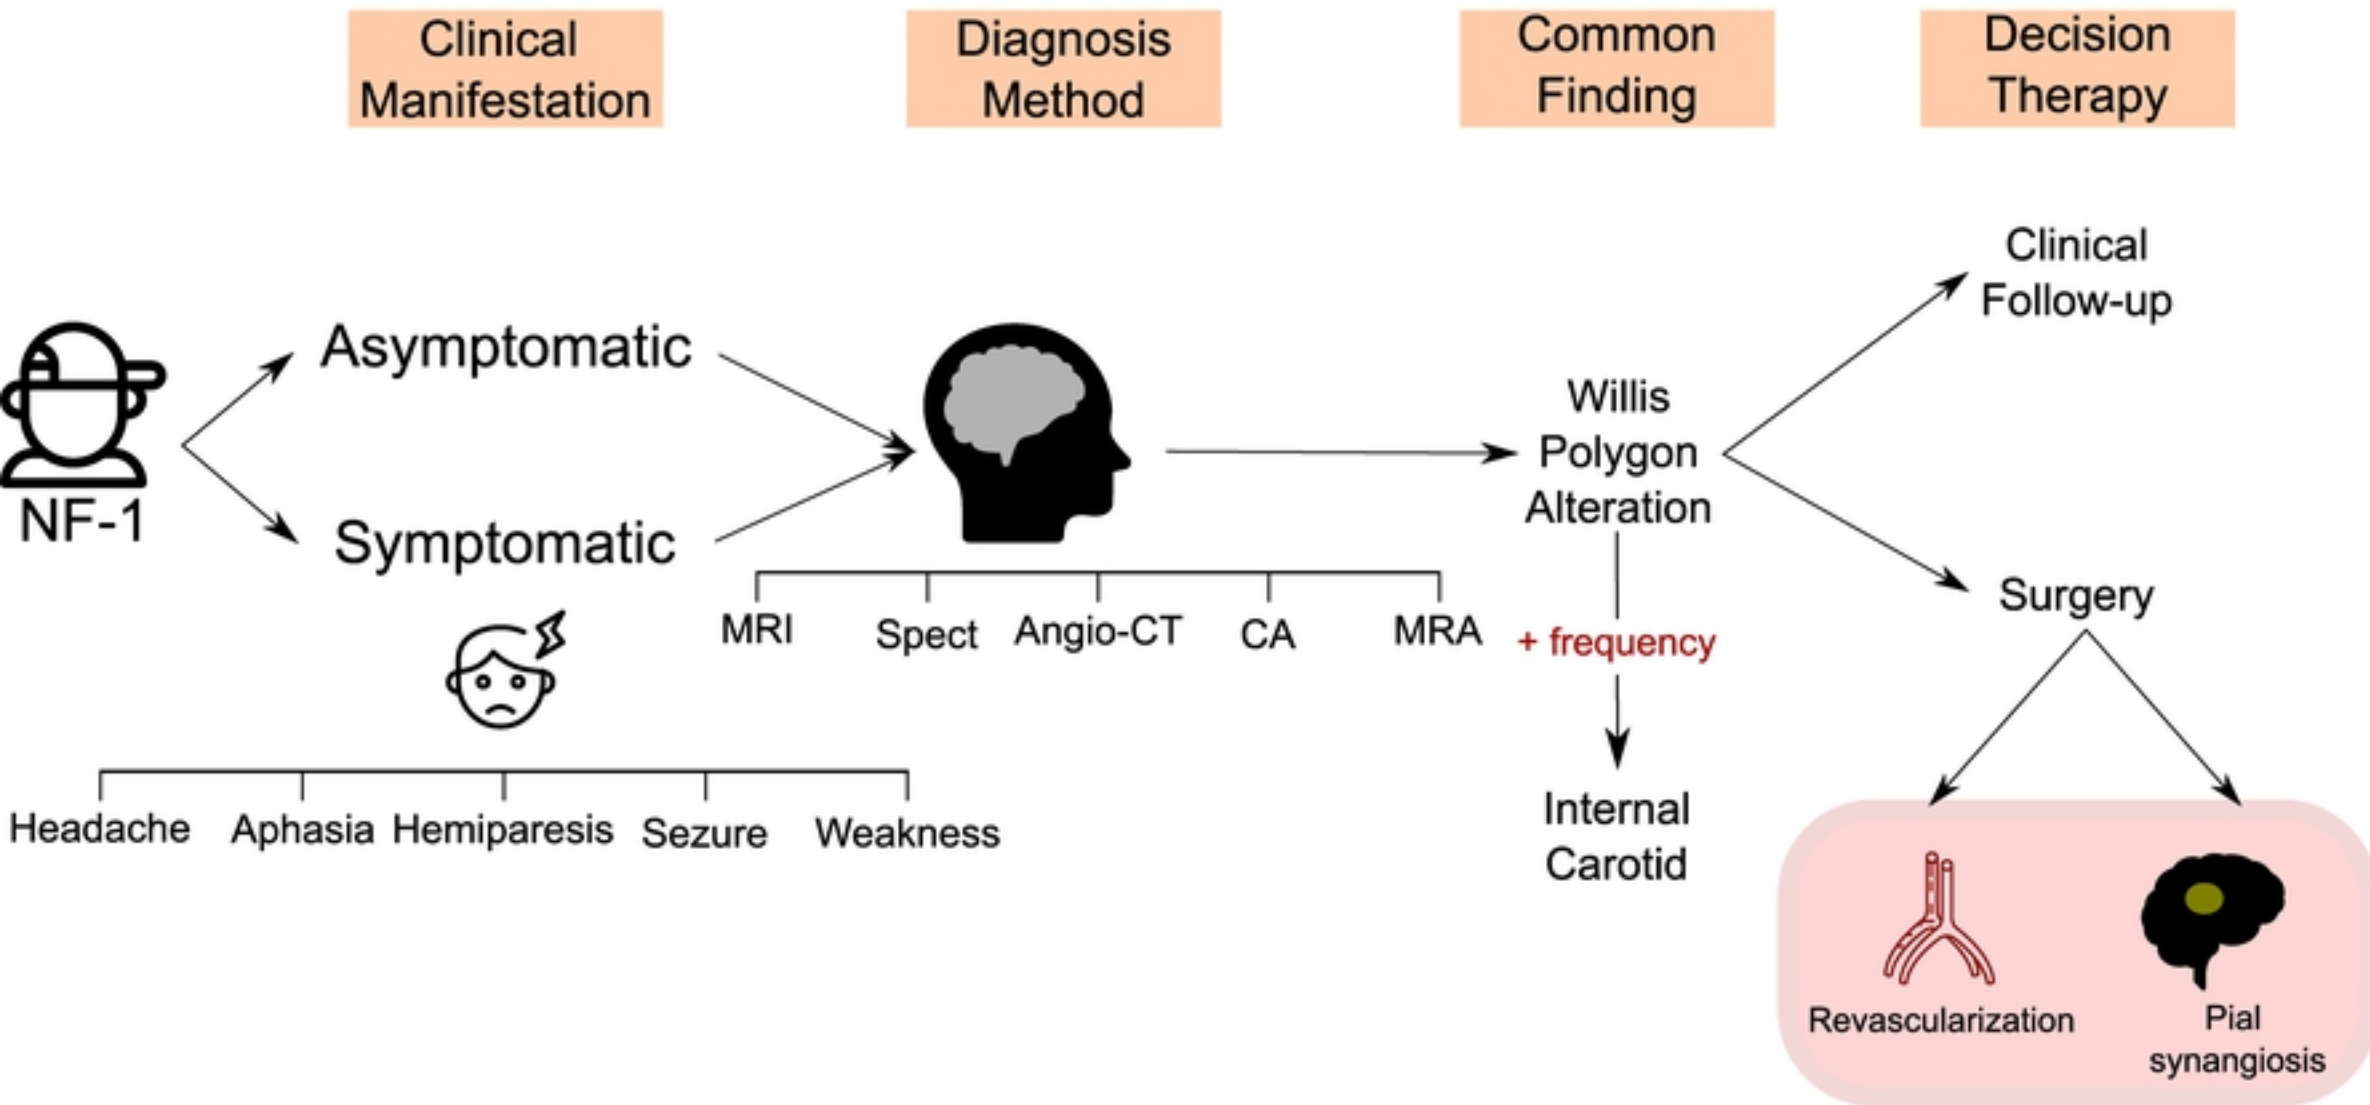 Clinical
Manifestation
Diagnosis
Method
Common
Finding
Decision
Therapy
NF-1
Asymptomatic
Symptomatic
Headache
Aphasia
Hemiparesis
Sezure
Weakness
MRI
Spect
Angio-CT
CA
MRA
Willis
Polygon
Alteration
+ frequency
Internal
Carotid
Clinical
Follow-up
Surgery
Revascularization
Pial
synangiosis